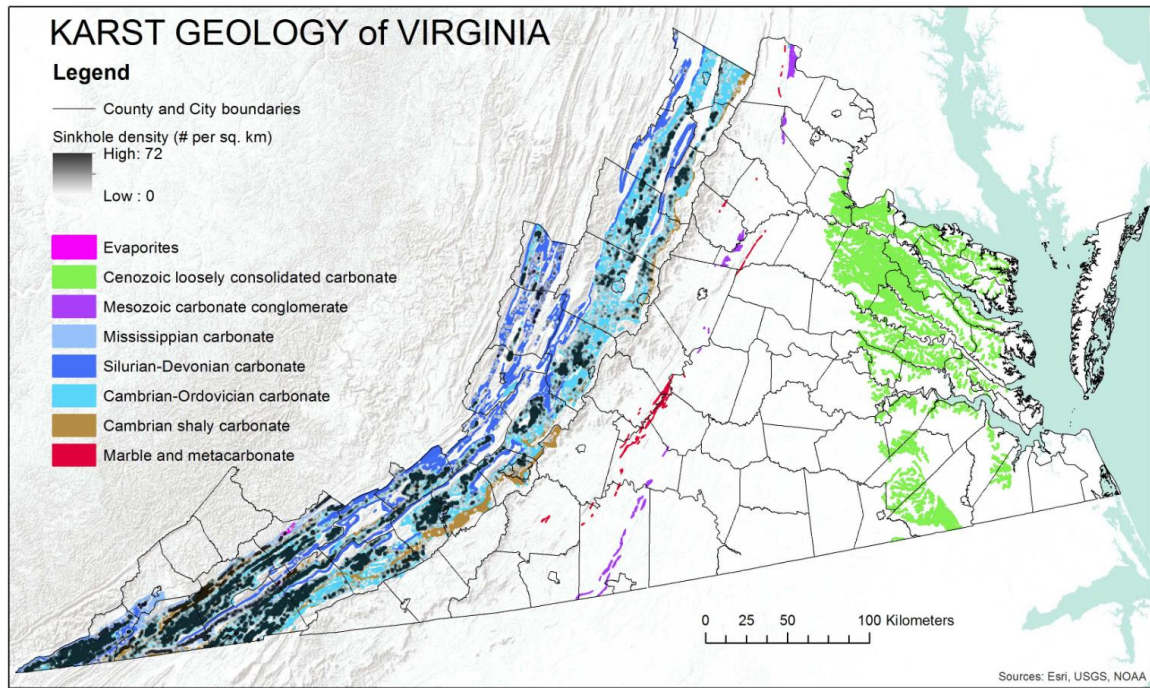 KARST GEOLOGY of VIRGINIA
Legend
County and City boundaries
Sinkhole density (# per sq. km)
High: 72
Low : 0
Evaporites
Cenozoic loosely consolidated carbonate
Mesozoic carbonate conglomerate
Mississippian carbonate
Silurian-Devonian carbonate
Cambrian-Ordovician carbonate
Cambrian shaly carbonate
Marble and metacarbonate
0 25 50 100 Kilometers
Sources: Esri, USGS, NOAA